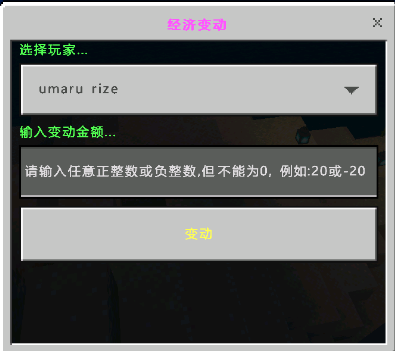 经济变动
选择玩家...
umaru rize
输入变动金额...
请输入任意正整数或负整数,但不能为0, 例如:20或-20
变动